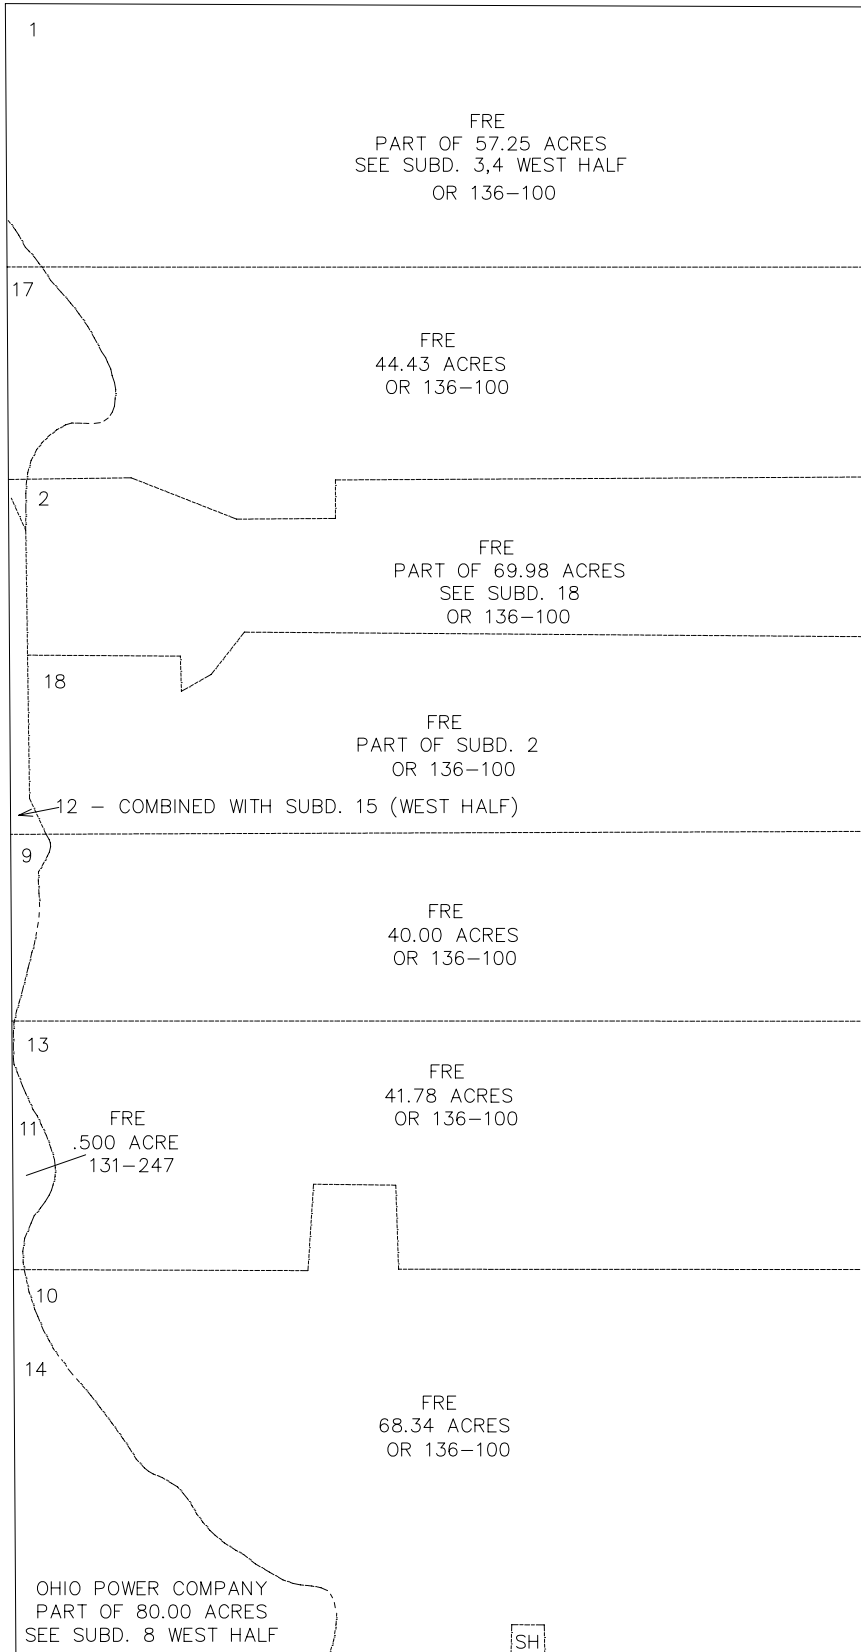 1
FRE
PART OF 57.25 ACRES
SEE SUBD. 3,4 WEST HALF
OR 136-100
17
FRE
44.43 ACRES
OR 136-100
2
FRE
PART OF 69.98 ACRES
SEE SUBD. 18
OR 136-100
18
FRE
PART OF SUBD. 2
OR 136-100
12 - COMBINED WITH SUBD. 15 (WEST HALF)
9
FRE
40.00 ACRES
OR 136-100
13
FRE
41.78 ACRES
OR 136-100
11
FRE
.500 ACRE
131-247
10
14
FRE
68.34 ACRES
OR 136-100
OHIO POWER COMPANY
PART OF 80.00 ACRES
SEE SUBD. 8 WEST HALF
SH